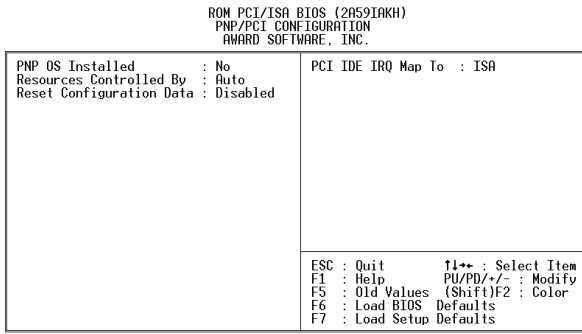 ROM PCI/ISA BIOS (2A59IAKH)
PNP/PCI CONFIGURATION
AWARD SOFTWARE, INC.
PNP OS Installed : No
Resources Controlled By : Auto
Reset Configuration Data : Disabled
PCI IDE IRQ Map To : ISA
ESC : Quit ↑↓→← : Select Item
F1 : Help PU/PD/+/- : Modify
F5 : Old Values (Shift)F2 : Color
F6 : Load BIOS Defaults
F7 : Load Setup Defaults